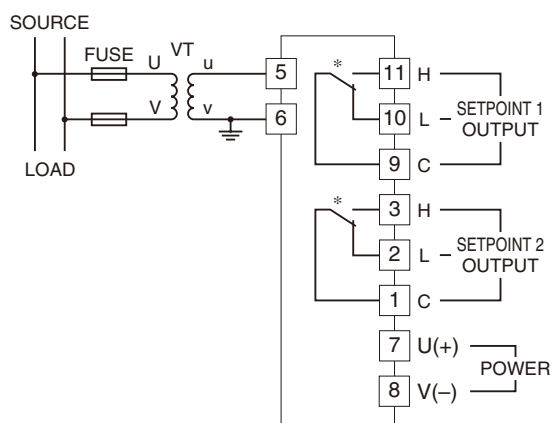 SOURCE
FUSE
U VT u
V v
LOAD
5
6
* 11 H
10 L
9 C
SETPOINT 1
OUTPUT
* 3 H
2 L
1 C
SETPOINT 2
OUTPUT
7 U(+)
8 V(–)
POWER